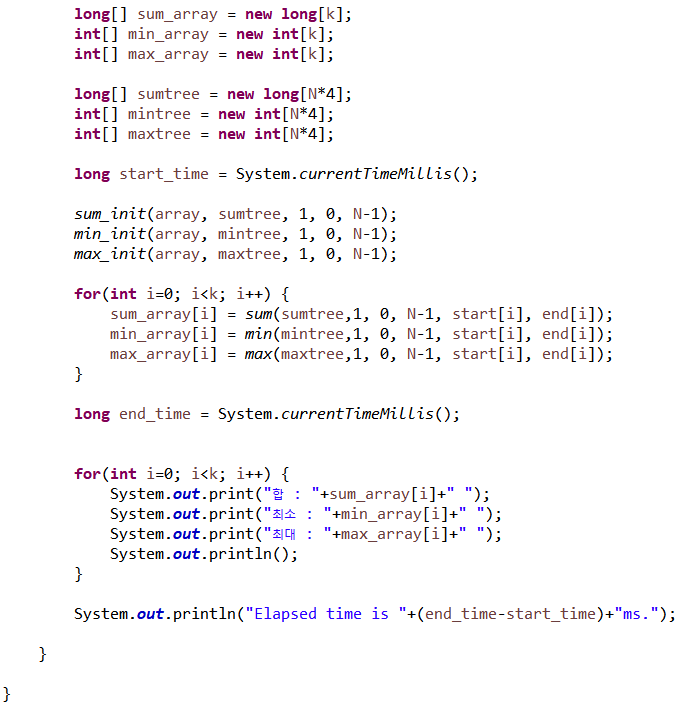 long[] sum_array = new long[k];
int[] min_array = new int[k];
int[] max_array = new int[k];
long[] sumtree = new long[N*4];
int[] mintree = new int[N*4];
int[] maxtree = new int[N*4];
long start_time = System.currentTimeMillis();
sum_init(array, sumtree, 1, 0, N-1);
min_init(array, mintree, 1, 0, N-1);
max_init(array, maxtree, 1, 0, N-1);
for(int i=0; i<k; i++) {
sum_array[i] = sum(sumtree,1, 0, N-1, start[i], end[i]);
min_array[i] = min(mintree,1, 0, N-1, start[i], end[i]);
max_array[i] = max(maxtree,1, 0, N-1, start[i], end[i]);
}
long end_time = System.currentTimeMillis();
for(int i=0; i<k; i++) {
System.out.print("합 : "+sum_array[i]+" ");
System.out.print("최소 : "+min_array[i]+" ");
System.out.print("최대 : "+max_array[i]+" ");
System.out.println();
}
System.out.println("Elapsed time is "+(end_time-start_time)+"ms.");
}
}